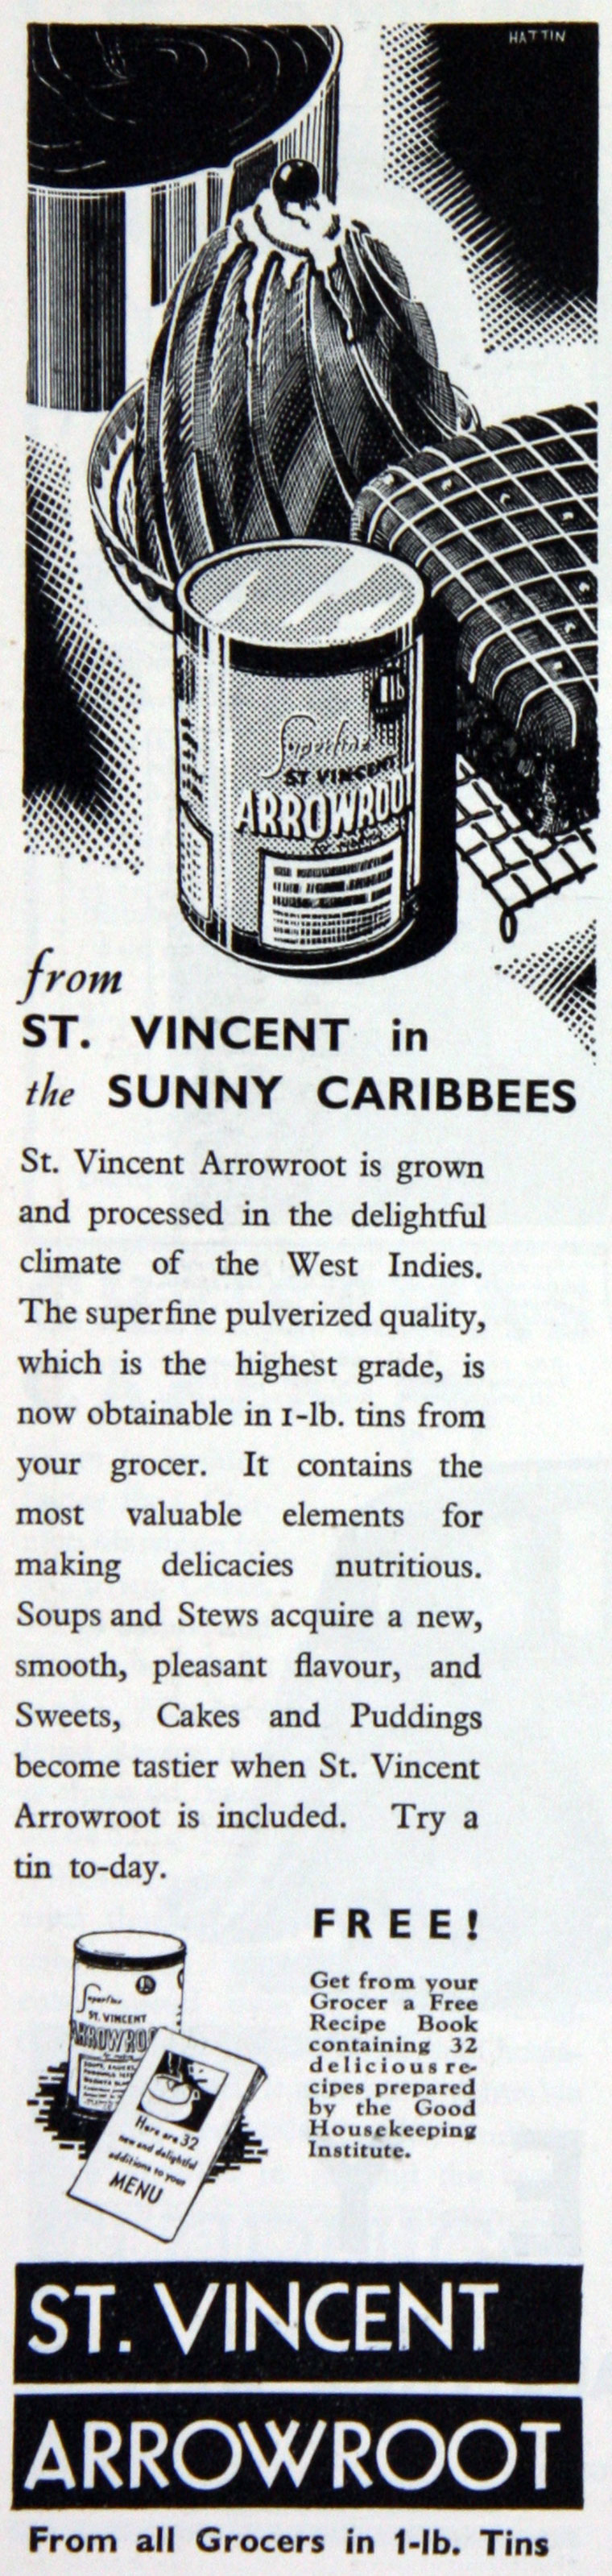 HATTIN
1 LB
Superfine
ST VINCENT
ARROWROOT
from
ST. VINCENT in
the SUNNY CARIBBEES
St. Vincent Arrowroot is grown
and processed in the delightful
climate of the West Indies.
The superfine pulverized quality,
which is the highest grade, is
now obtainable in 1-lb. tins from
your grocer. It contains the
most valuable elements for
making delicacies nutritious.
Soups and Stews acquire a new,
smooth, pleasant flavour, and
Sweets, Cakes and Puddings
become tastier when St. Vincent
Arrowroot is included. Try a
tin to-day.
Superfine
ST. VINCENT
ARROWROO
Here are 32
new and delightful
additions to your
MENU
FREE!
Get from your
Grocer a Free
Recipe Book
containing 32
delicious re-
cipes prepared
by the Good
Housekeeping
Institute.
ST. VINCENT
ARROWROOT
From all Grocers in 1-lb. Tins